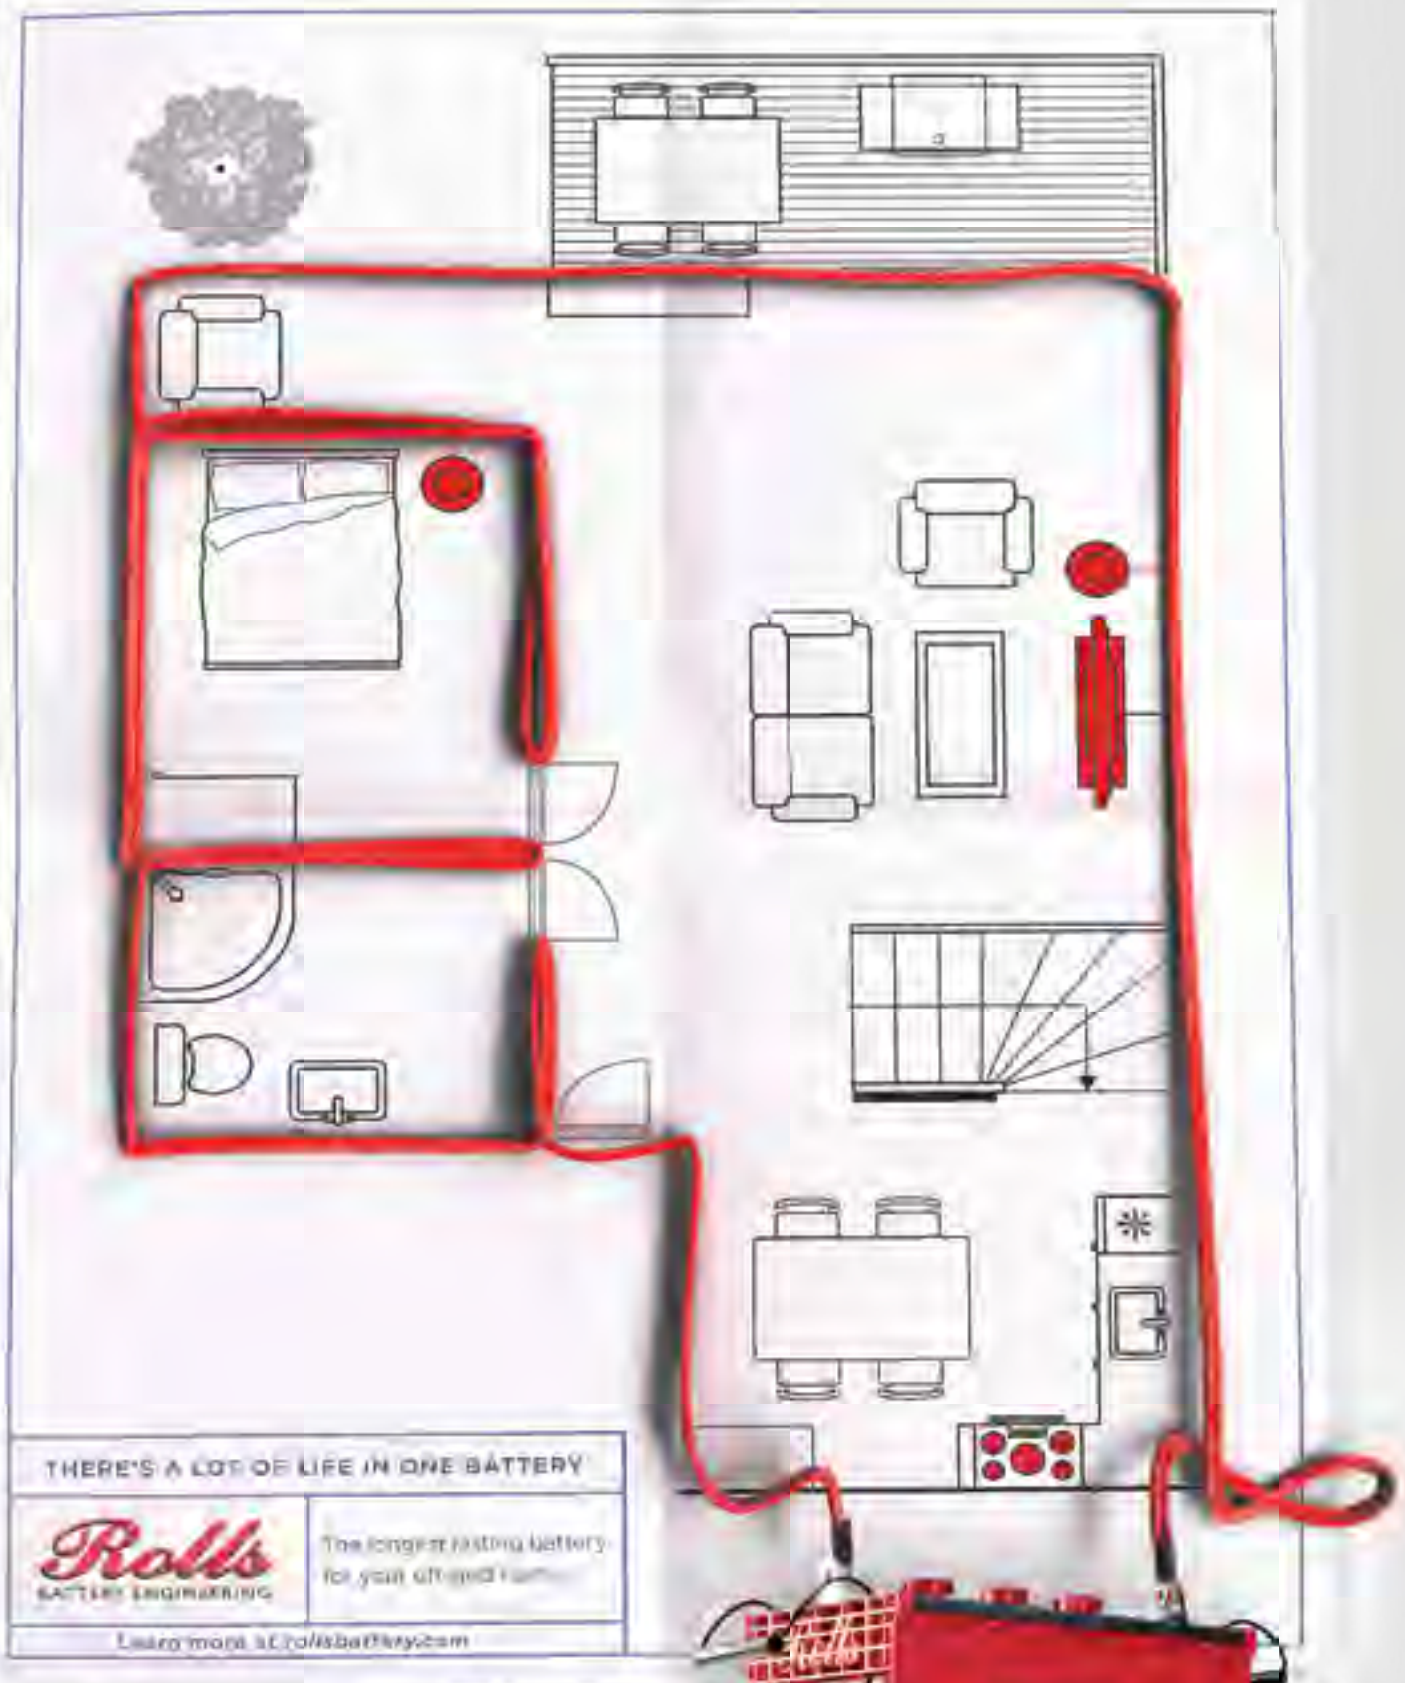 THERE'S A LOT OF LIFE IN ONE BATTERY
Rolls
BATTERY ENGINEERING
The longest lasting battery
for your off-grid
Learn more at rollsbattery.com
Rolls